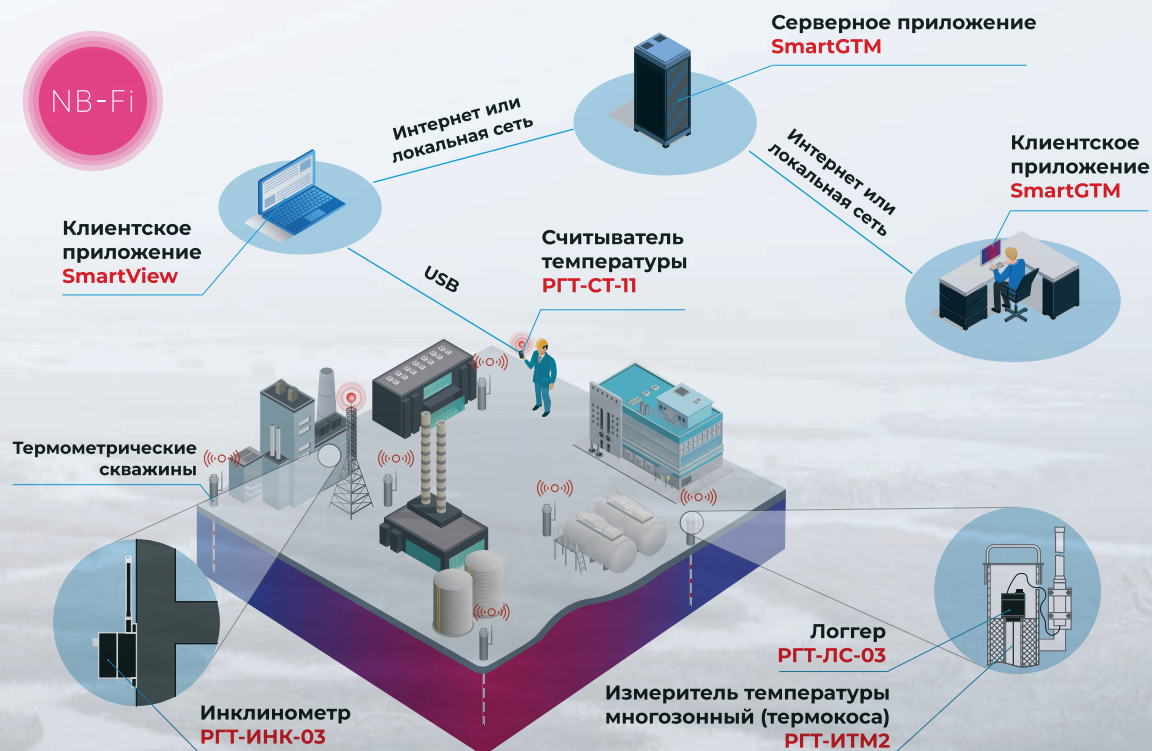 NB-Fi
Серверное приложение
SmartGTM
Интернет или
локальная сеть
Интернет или
локальная сеть
Клиентское
приложение
SmartGTM
Клиентское
приложение
SmartView
USB
Считыватель
температуры
РГТ-СТ-11
Термометрические
скважины
Инклинометр
РГТ-ИНК-03
Логгер
РГТ-ЛС-03
Измеритель температуры
многозонный (термокоса)
РГТ-ИТМ2